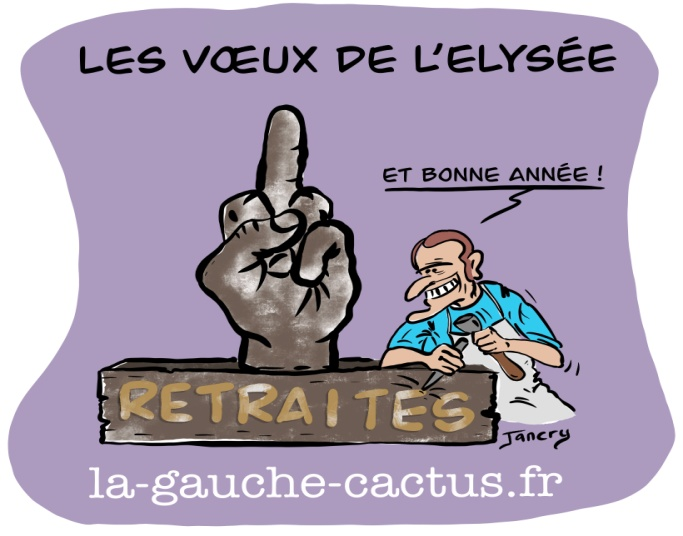 LES VŒUX DE L'ELYSÉE
ET BONNE ANNÉE !
RETRAITES
Jancry
la-gauche-cactus.fr